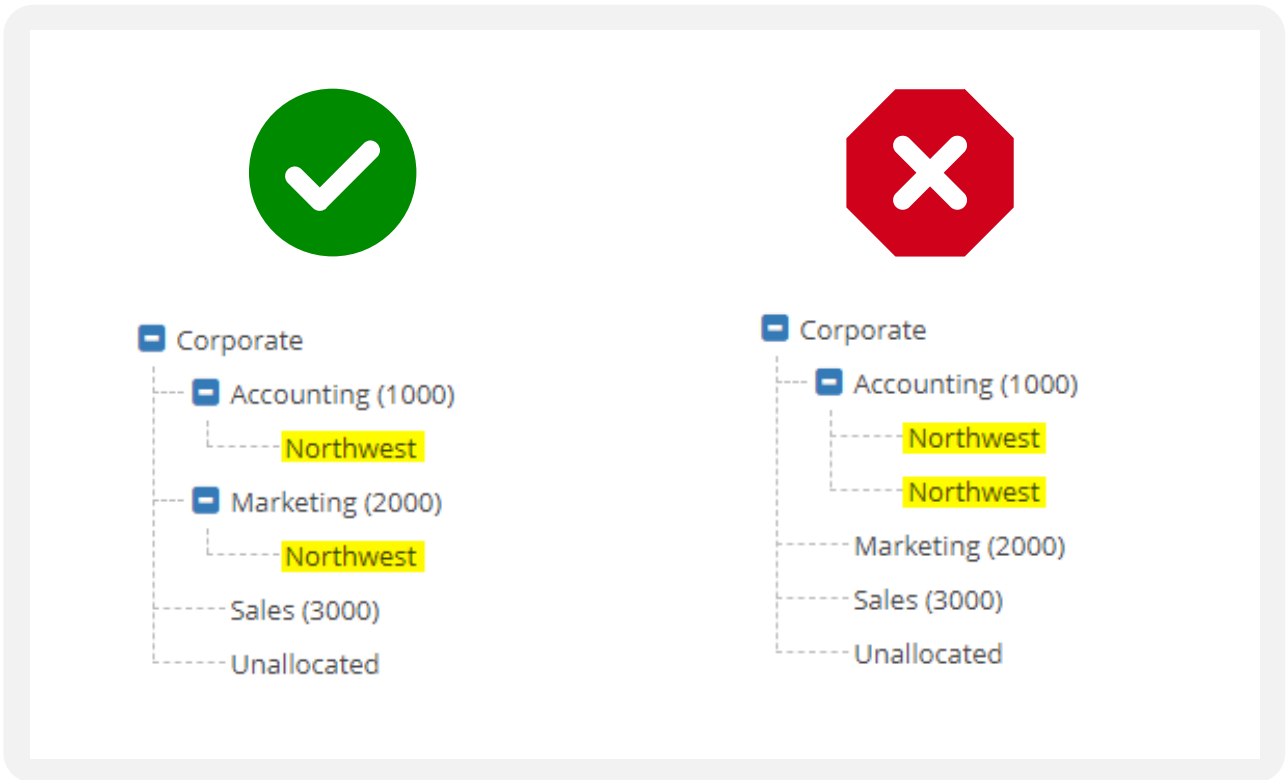 Corporate
Accounting (1000)
Northwest
Marketing (2000)
Northwest
Sales (3000)
Unallocated
Corporate
Accounting (1000)
Northwest
Northwest
Marketing (2000)
Sales (3000)
Unallocated